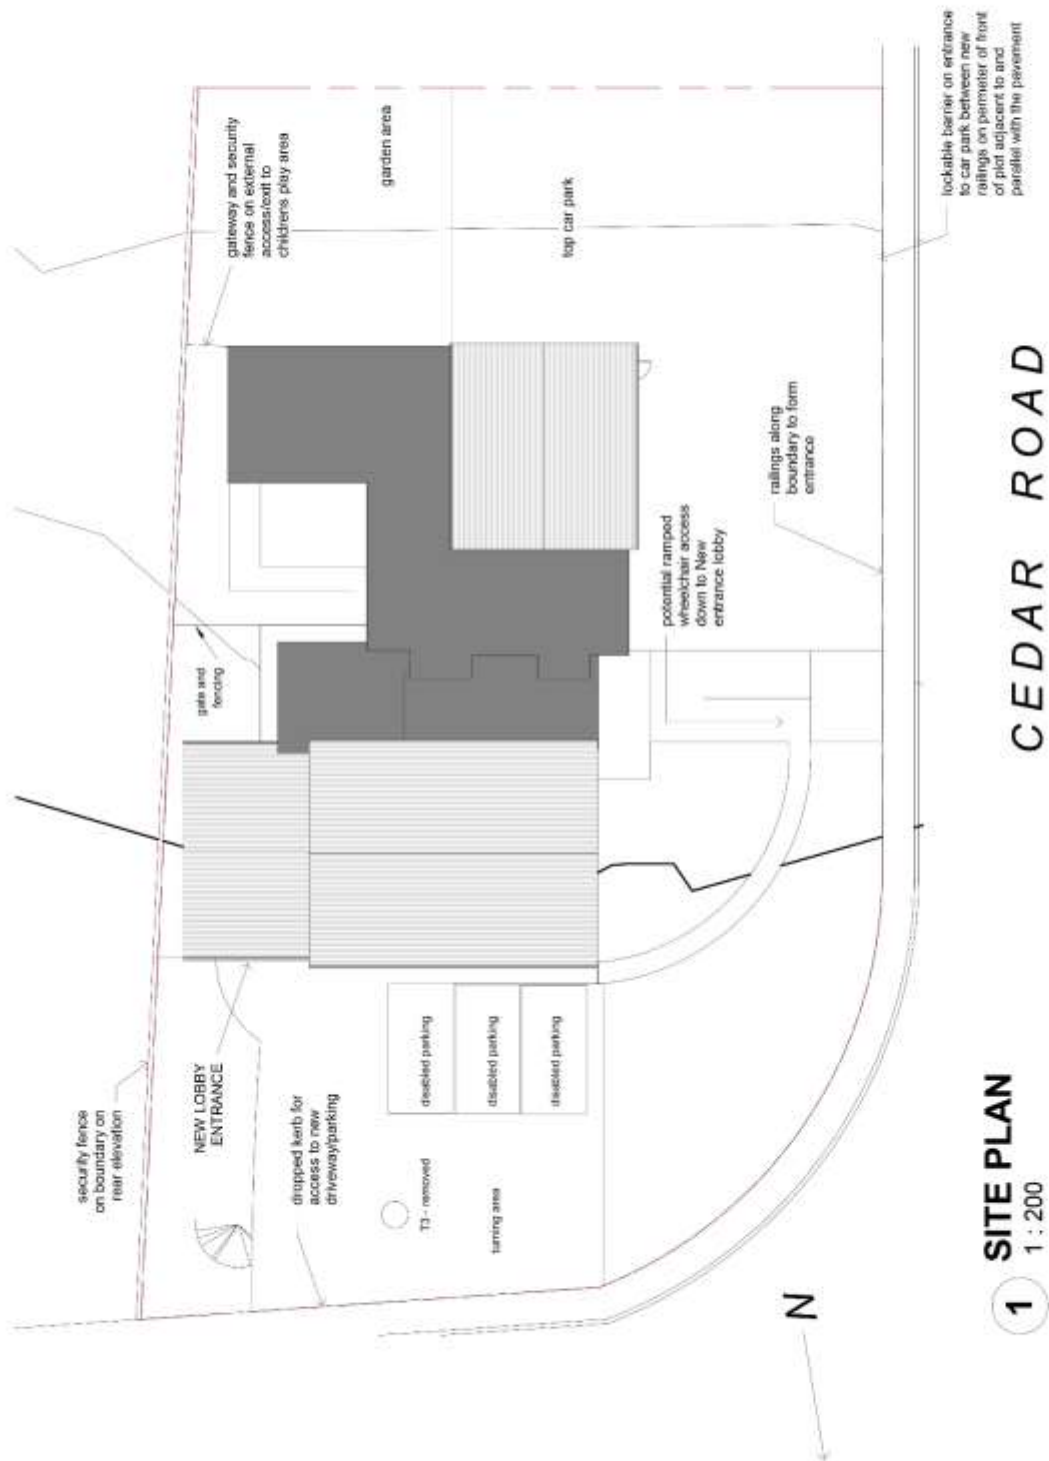 security fence
on boundary on
rear elevation
NEW LOBBY
ENTRANCE
dropped kerb for
access to new
driveway/parking
T3 - removed
turning area
disabled parking
disabled parking
disabled parking
gate and
fencing
gateway and security
fence on external
access/exit to
childrens play area
garden area
top car park
potential ramped
wheelchair access
down to New
entrance lobby
railings along
boundary to form
entrance
lockable barrier on entrance
to car park between new
railings on permeter of front
of plot adjacent to and
parallel with the pavement
CEDAR ROAD
N
1
SITE PLAN
1 : 200